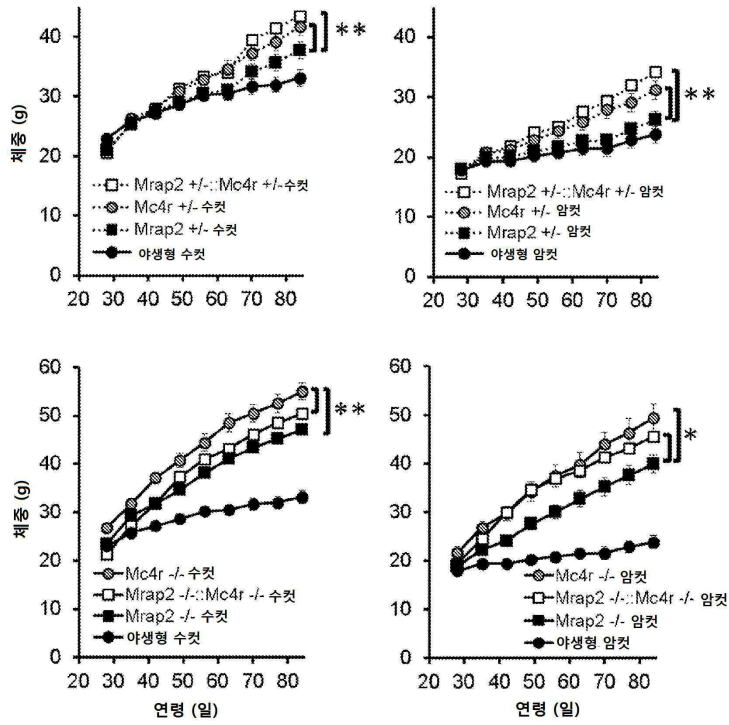 체중 (g)
40
30
20
10
0
**
Mrap2 +/-::Mc4r +/-수컷
Mc4r +/- 수컷
Mrap2 +/- 수컷
야생형 수컷
20 30 40 50 60 70 80
40
30
20
10
0
**
Mrap2 +/-::Mc4r +/- 암컷
Mc4r +/- 암컷
Mrap2 +/- 암컷
야생형 암컷
20 30 40 50 60 70 80
체중 (g)
60
50
40
30
20
10
0
**
Mc4r -/- 수컷
Mrap2 -/-::Mc4r -/- 수컷
Mrap2 -/- 수컷
야생형 수컷
20 30 40 50 60 70 80
연령 (일)
60
50
40
30
20
10
0
*
Mc4r -/- 암컷
Mrap2 -/-::Mc4r -/- 암컷
Mrap2 -/- 암컷
야생형 암컷
20 30 40 50 60 70 80
연령 (일)